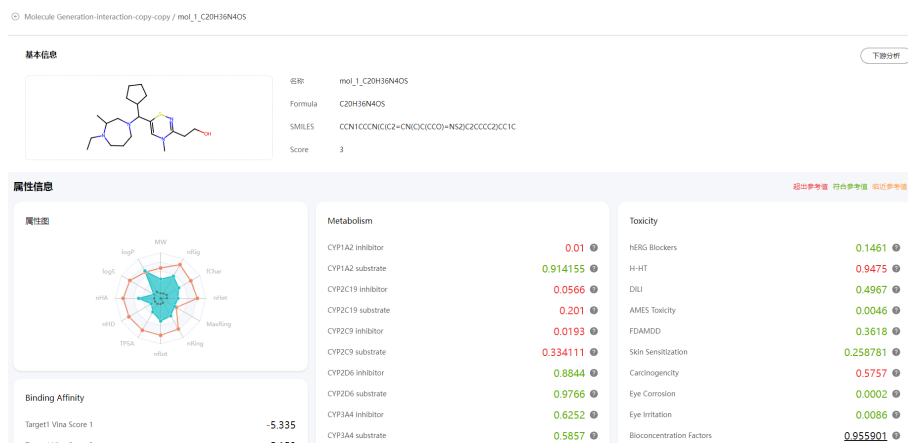 Molecule Generation-interaction-copy-copy / mol_1_C20H36N4OS
基本信息
下游分析
名称 mol_1_C20H36N4OS
Formula C20H36N4OS
SMILES CCN1CCCN(C(C2=CN(C)C(CCO)=NS2)C2CCCC2)CC1C
Score 3
属性信息
超出参考值 符合参考值 临近参考值
属性图
MW
nRig
fChar
nHet
MaxRing
nRing
nRot
TPSA
nHD
nHA
logS
logP
Binding Affinity
Target1 Vina Score 1 -5.335
Metabolism
CYP1A2 inhibitor 0.01
CYP1A2 substrate 0.914155
CYP2C19 inhibitor 0.0566
CYP2C19 substrate 0.201
CYP2C9 inhibitor 0.0193
CYP2C9 substrate 0.334111
CYP2D6 inhibitor 0.8844
CYP2D6 substrate 0.9766
CYP3A4 inhibitor 0.6252
CYP3A4 substrate 0.5857
Toxicity
hERG Blockers 0.1461
H-HT 0.9475
DILI 0.4967
AMES Toxicity 0.0046
FDAMDD 0.3618
Skin Sensitization 0.258781
Carcinogencity 0.5757
Eye Corrosion 0.0002
Eye Irritation 0.0086
Bioconcentration Factors 0.955901